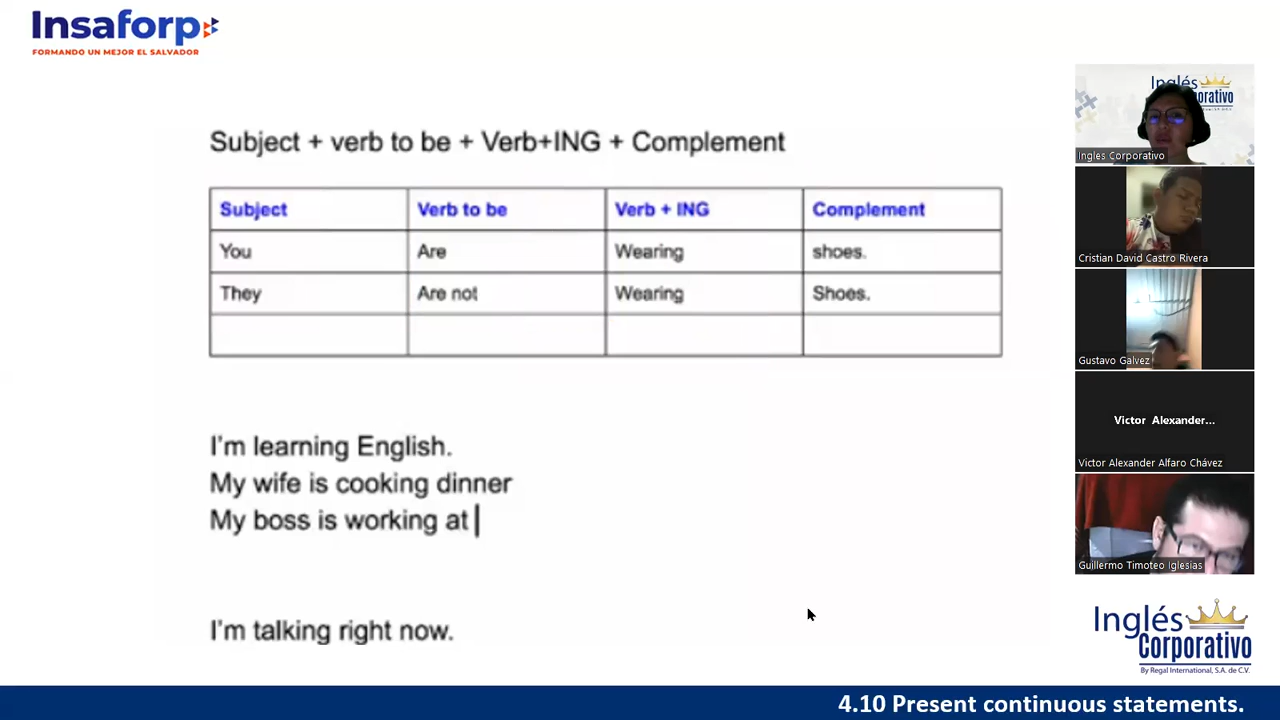 Insaforp
FORMANDO UN MEJOR EL SALVADOR
Subject + verb to be + Verb+ING + Complement
Subject Verb to be Verb + ING Complement
You Are Wearing shoes.
They Are not Wearing Shoes.
I'm learning English.
My wife is cooking dinner
My boss is working at
I'm talking right now.
Inglés
Ingles Corporativo
Cristian David Castro Rivera
Gustavo Galvez
Victor Alexander...
Victor Alexander Alfaro Chávez
Guillermo Timoteo Iglesias
Inglés
Corporativo
By Regal International, S.A. de C.V.
4.10 Present continuous statements.